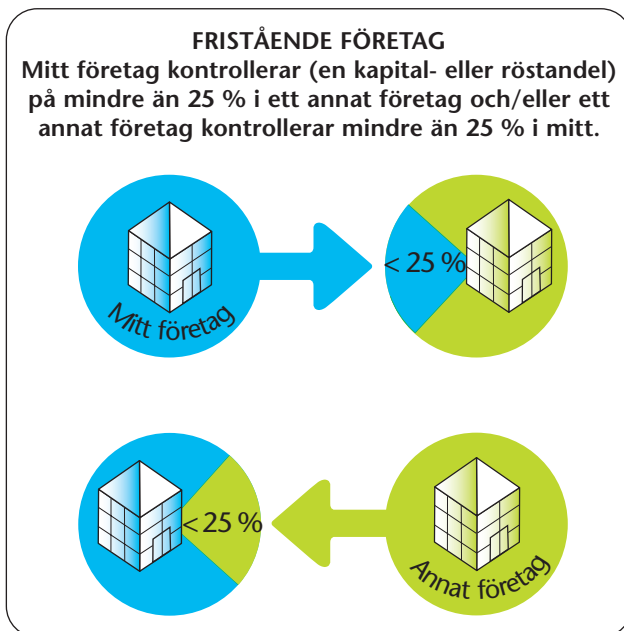 FRISTÅENDE FÖRETAG
Mitt företag kontrollerar (en kapital- eller röstandel)
på mindre än 25 % i ett annat företag och/eller ett
annat företag kontrollerar mindre än 25 % i mitt.
< 25 %
Mitt företag
< 25 %
Annat företag